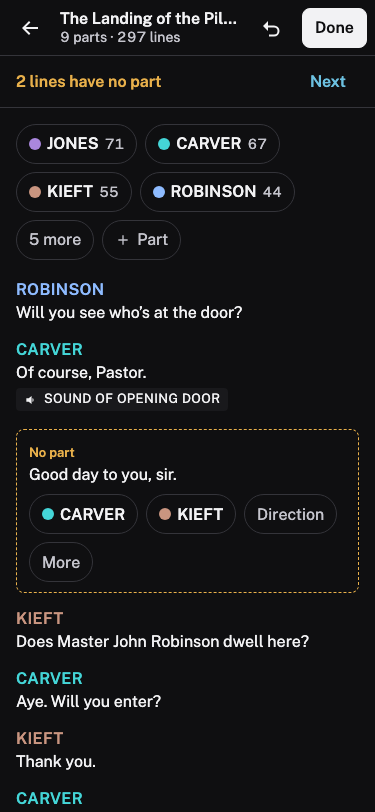 The Landing of the Pil...
9 parts · 297 lines
Done
2 lines have no part
Next
JONES 71
CARVER 67
KIEFT 55
ROBINSON 44
5 more
+ Part
ROBINSON
Will you see who's at the door?
CARVER
Of course, Pastor.
SOUND OF OPENING DOOR
No part
Good day to you, sir.
CARVER
KIEFT
Direction
More
KIEFT
Does Master John Robinson dwell here?
CARVER
Aye. Will you enter?
KIEFT
Thank you.
CARVER